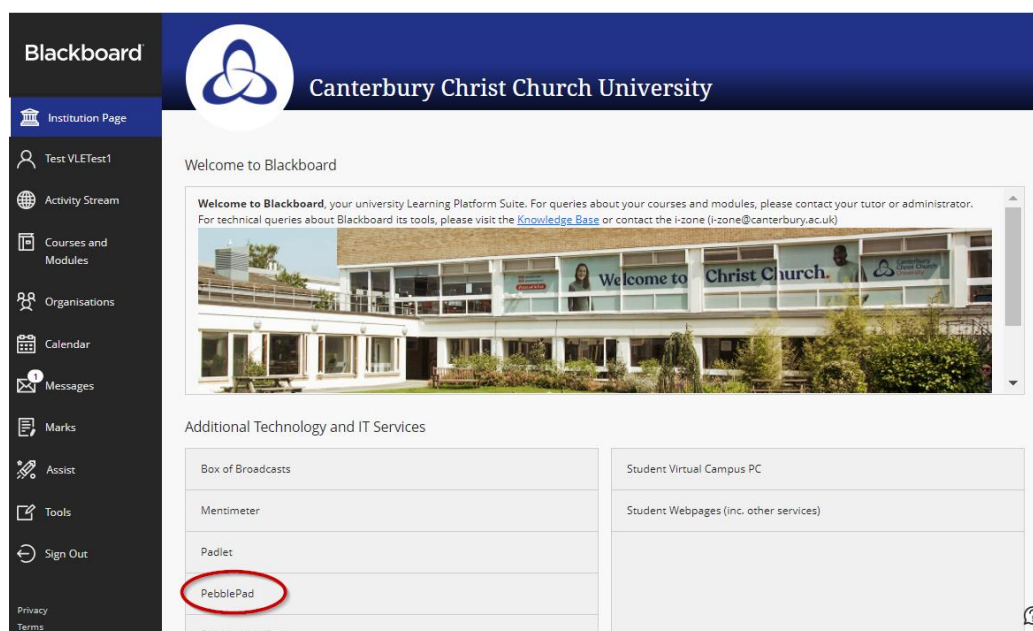 Blackboard
Canterbury Christ Church University
Institution Page
Test VLETest1
Activity Stream
Courses and
Modules
Organisations
Calendar
1
Messages
Marks
Assist
Tools
Sign Out
Privacy
Terms
Welcome to Blackboard
Welcome to Blackboard, your university Learning Platform Suite. For queries about your courses and modules, please contact your tutor or administrator.
For technical queries about Blackboard its tools, please visit the Knowledge Base or contact the i-zone (i-zone@canterbury.ac.uk)
Welcome to Christ Church.
Canterbury
Christ Church
University
Additional Technology and IT Services
Box of Broadcasts
Mentimeter
Padlet
PebblePad
Student Virtual Campus PC
Student Webpages (inc. other services)